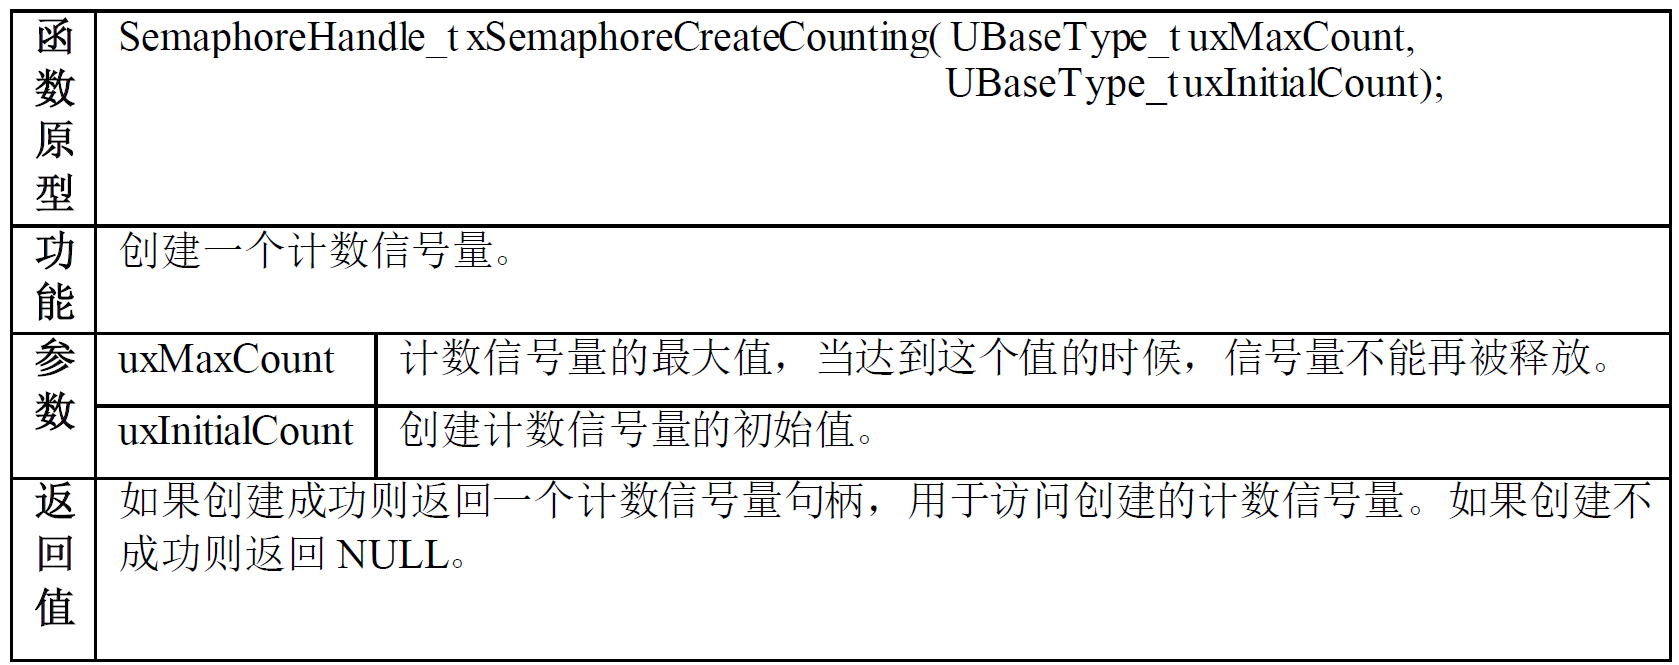 函数原型
SemaphoreHandle_t xSemaphoreCreateCounting( UBaseType_t uxMaxCount,
UBaseType_t uxInitialCount);
功能
创建一个计数信号量。
参数
uxMaxCount
计数信号量的最大值，当达到这个值的时候，信号量不能再被释放。
uxInitialCount
创建计数信号量的初始值。
返回值
如果创建成功则返回一个计数信号量句柄，用于访问创建的计数信号量。如果创建不
成功则返回 NULL。